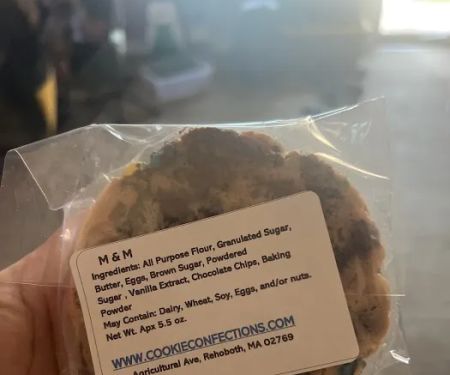 M & M
Ingredients: All Purpose Flour, Granulated Sugar,
Butter, Eggs, Brown Sugar, Powdered
Sugar , Vanilla Extract, Chocolate Chips, Baking
Powder
May Contain: Dairy, Wheat, Soy, Eggs, and/or nuts.
Net Wt. Apx 5.5 oz.
WWW.COOKIECONFECTIONS.COM
Agricultural Ave, Rehoboth, MA 02769